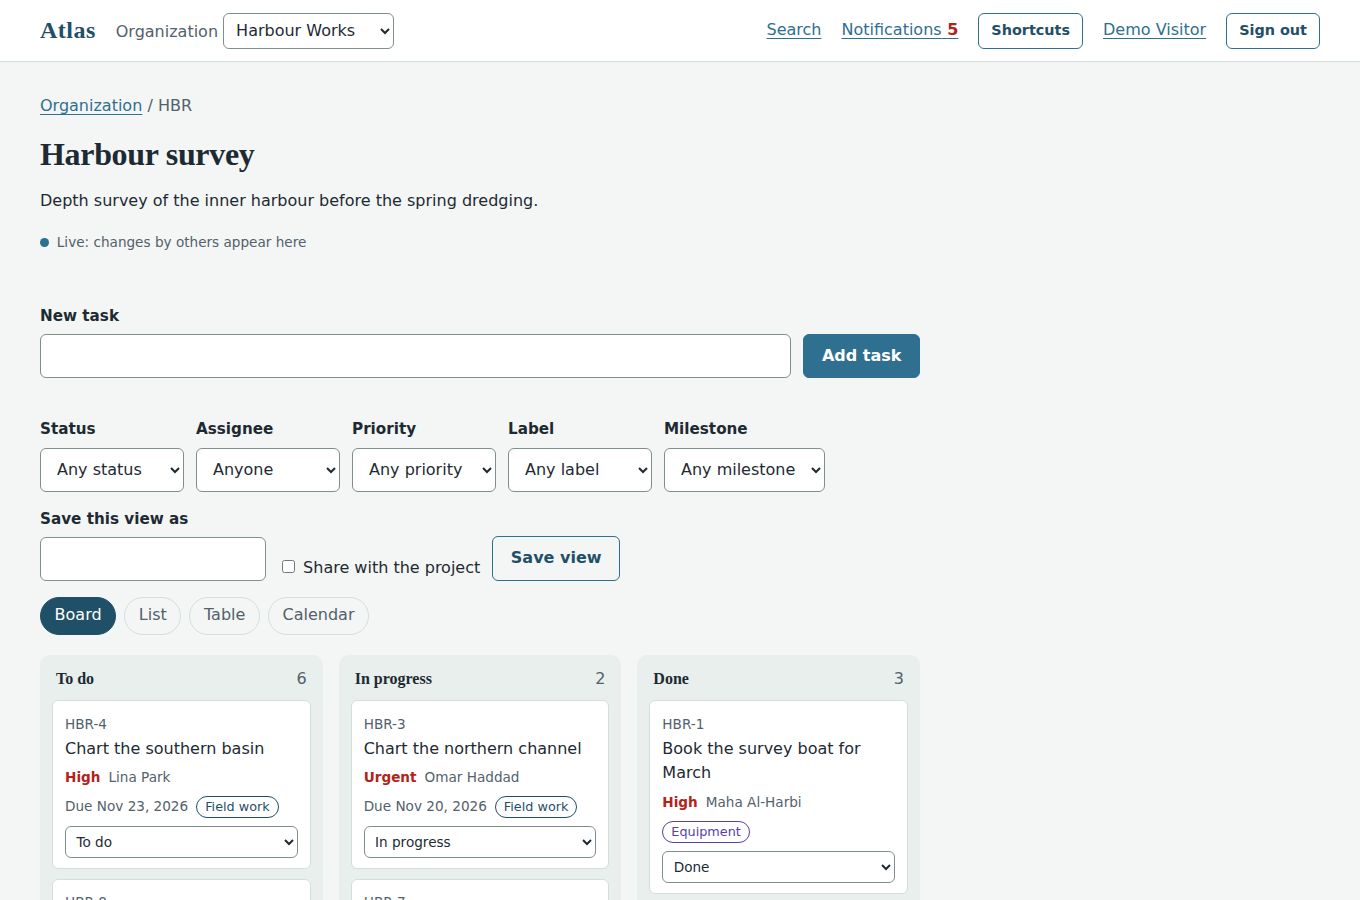 Atlas Organization Harbour Works Search Notifications 5 Shortcuts Demo Visitor Sign out
Organization / HBR
Harbour survey
Depth survey of the inner harbour before the spring dredging.
Live: changes by others appear here
New task
Add task
Status Assignee Priority Label Milestone
Any status Anyone Any priority Any label Any milestone
Save this view as
Share with the project Save view
Board List Table Calendar
To do 6
HBR-4
Chart the southern basin
High Lina Park
Due Nov 23, 2026 Field work
To do
In progress 2
HBR-3
Chart the northern channel
Urgent Omar Haddad
Due Nov 20, 2026 Field work
In progress
Done 3
HBR-1
Book the survey boat for
March
High Maha Al-Harbi
Equipment
Done